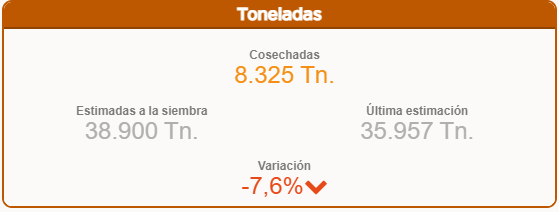 Toneladas
Cosechadas
8.325 Tn.
Estimadas a la siembra
38.900 Tn.
Última estimación
35.957 Tn.
Variación
-7,6%